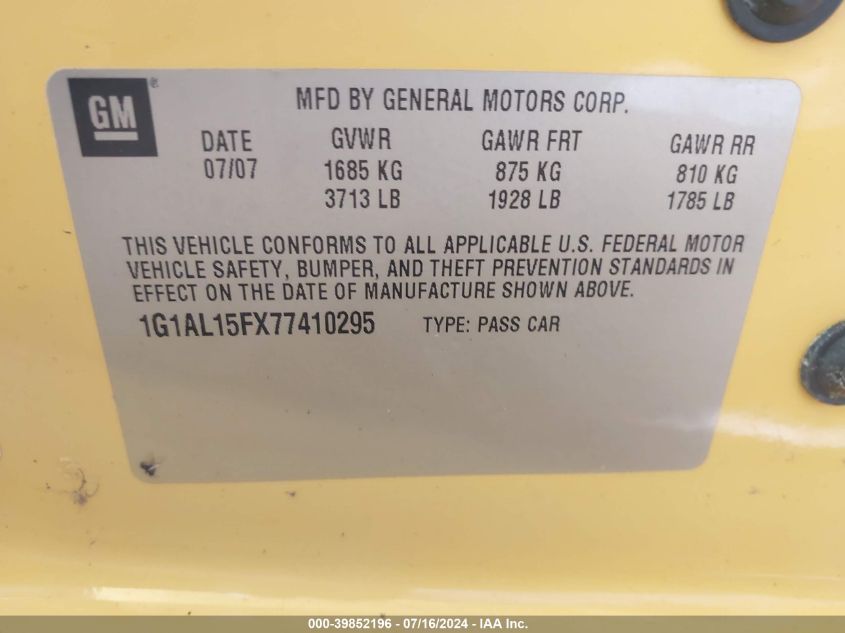 GM®
MFD BY GENERAL MOTORS CORP.
DATE GVWR GAWR FRT GAWR RR
07/07 1685 KG 875 KG 810 KG
3713 LB 1928 LB 1785 LB
THIS VEHICLE CONFORMS TO ALL APPLICABLE U.S. FEDERAL MOTOR
VEHICLE SAFETY, BUMPER, AND THEFT PREVENTION STANDARDS IN
EFFECT ON THE DATE OF MANUFACTURE SHOWN ABOVE.
1G1AL15FX77410295 TYPE: PASS CAR
000-39852196 - 07/16/2024 - IAA Inc.